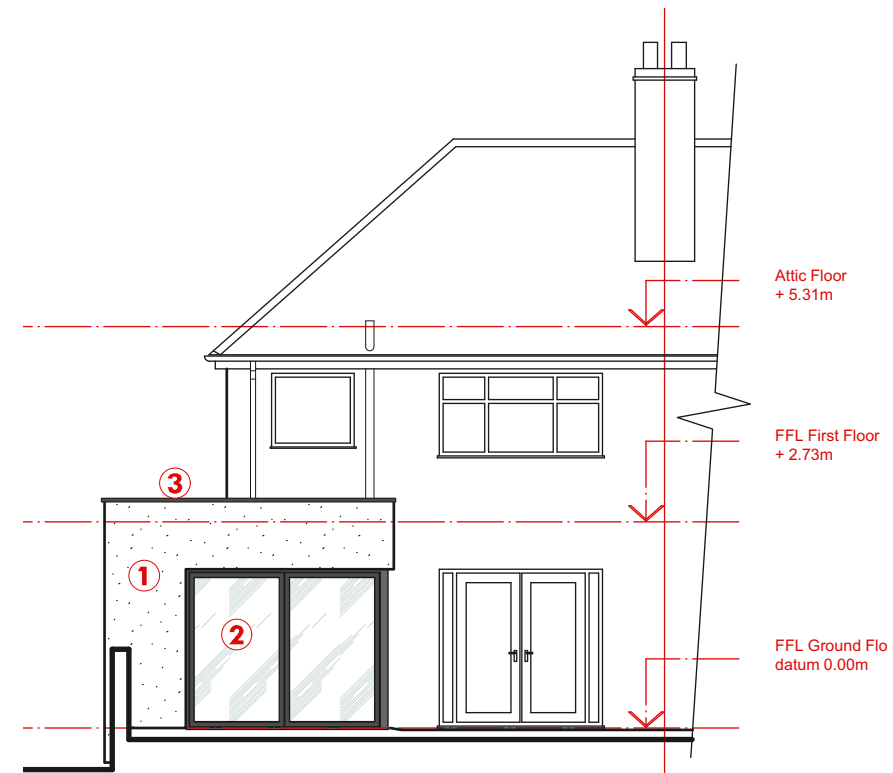 Attic Floor
+ 5.31m
3
FFL First Floor
+ 2.73m
1
2
FFL Ground Flo
datum 0.00m